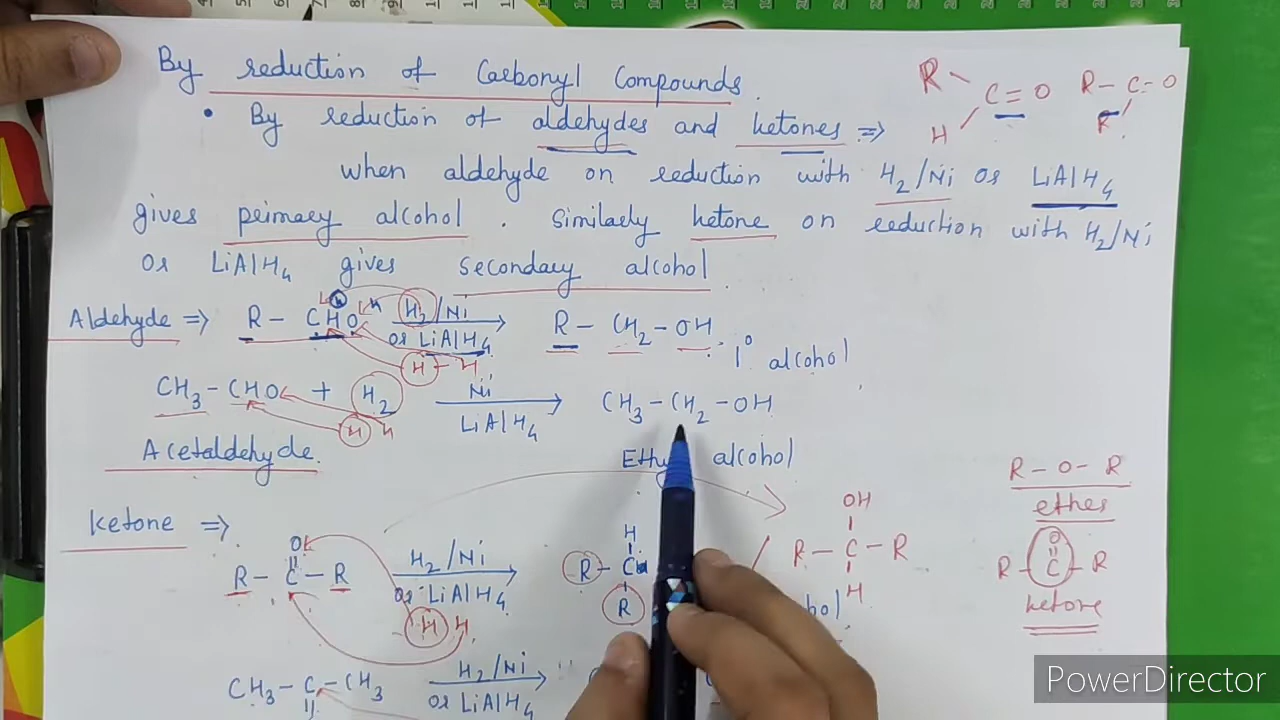 By reduction of Carbonyl Compounds.
R
H
C=O
R-C-O
R
• By reduction of aldehydes and ketones =>
when aldehyde on reduction with H2/Ni or LiAlH4
gives primary alcohol . Similarly ketone on reduction with H2/Ni
or LiAlH4 gives secondary alcohol
Aldehyde => R - CHO H2/Ni or LiAlH4 R - CH2 - OH
H - H
1° alcohol
CH3 - CHO + H2 Ni LiAlH4 CH3 - CH2 - OH
H H
Acetaldehyde
alcohol
R - O - R
ether
Ketone =>
O
R - C - R
H2/Ni
or LiAlH4
H H
H
R - C
R
OH
R - C - R
H
O
R - C - R
ketone
CH3 - C - CH3
H2/Ni
or LiAlH4
PowerDirector